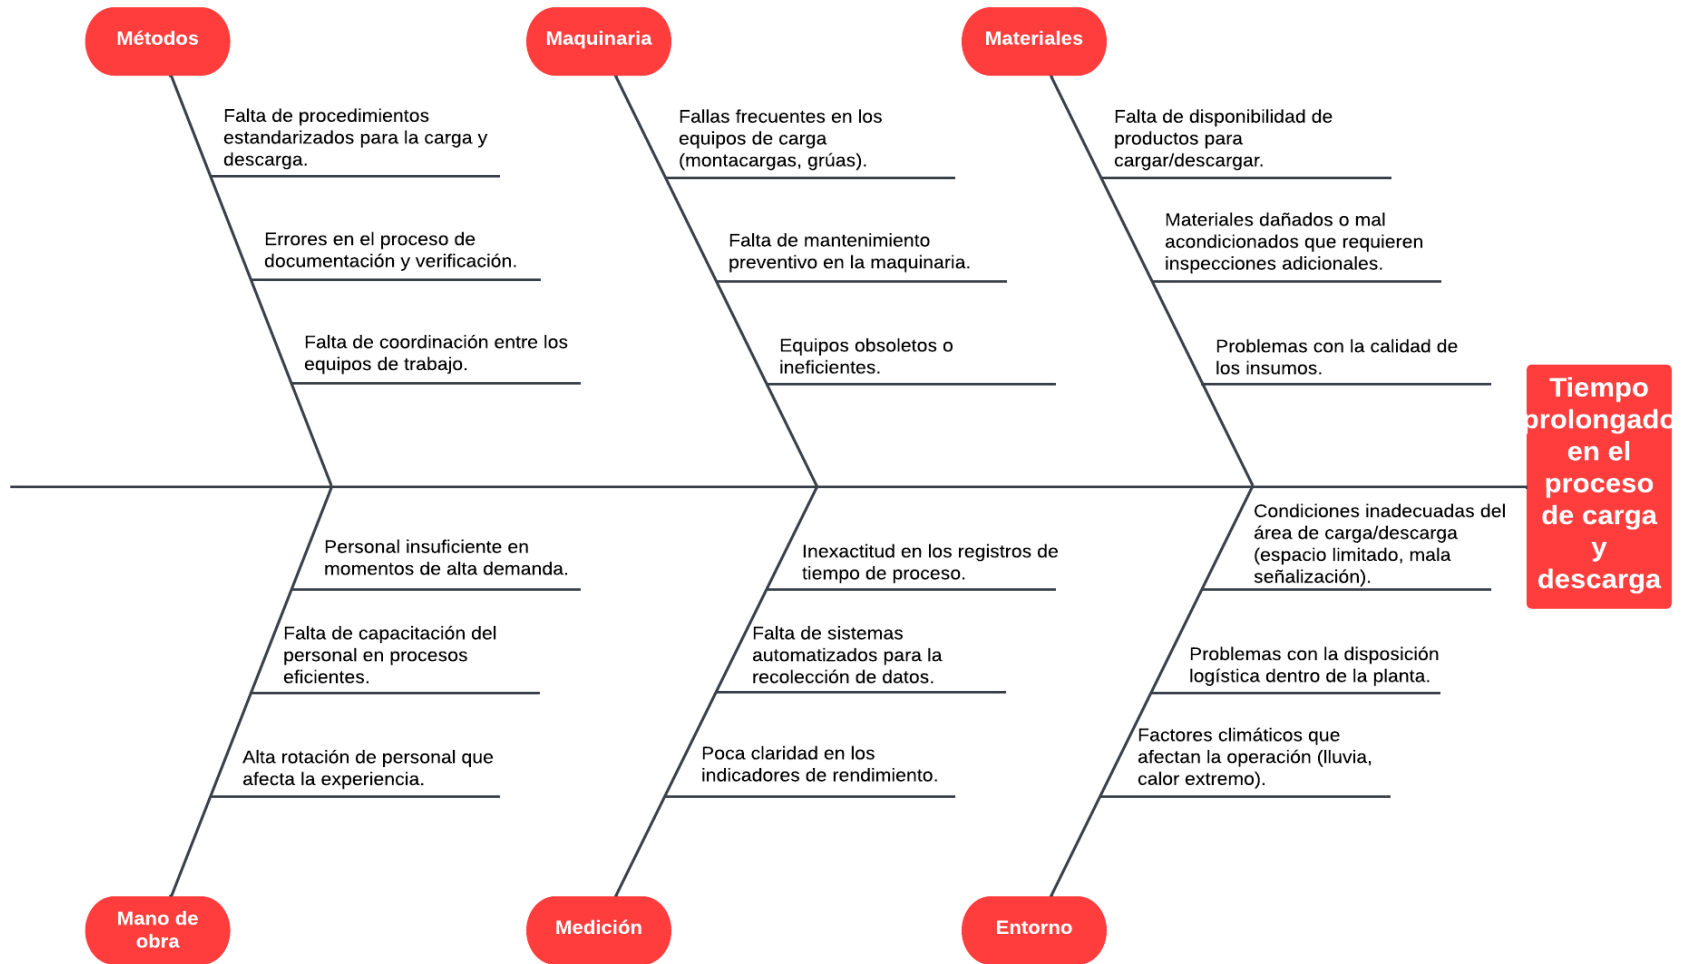 Métodos
Maquinaria
Materiales
Falta de procedimientos
estandarizados para la carga y
descarga.
Errores en el proceso de
documentación y verificación.
Falta de coordinación entre los
equipos de trabajo.
Fallas frecuentes en los
equipos de carga
(montacargas, grúas).
Falta de mantenimiento
preventivo en la maquinaria.
Equipos obsoletos o
ineficientes.
Falta de disponibilidad de
productos para
cargar/descargar.
Materiales dañados o mal
acondicionados que requieren
inspecciones adicionales.
Problemas con la calidad de
los insumos.
Tiempo
prolongado
en el
proceso
de carga
y
descarga
Personal insuficiente en
momentos de alta demanda.
Falta de capacitación del
personal en procesos
eficientes.
Alta rotación de personal que
afecta la experiencia.
Inexactitud en los registros de
tiempo de proceso.
Falta de sistemas
automatizados para la
recolección de datos.
Poca claridad en los
indicadores de rendimiento.
Condiciones inadecuadas del
área de carga/descarga
(espacio limitado, mala
señalización).
Problemas con la disposición
logística dentro de la planta.
Factores climáticos que
afectan la operación (lluvia,
calor extremo).
Mano de
obra
Medición
Entorno